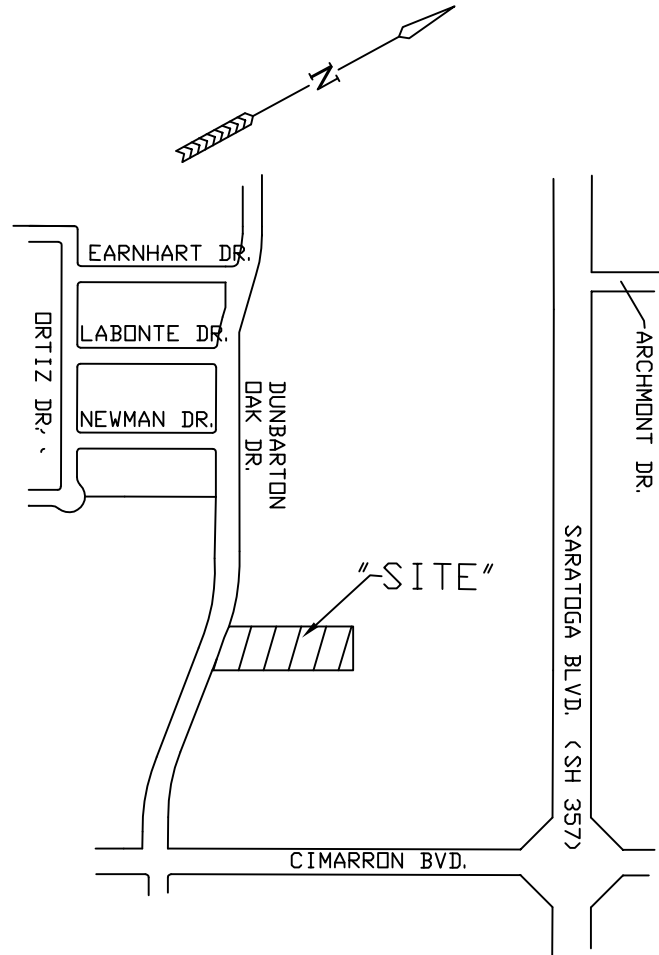 N
EARNHART DR.
LABONTE DR.
NEWMAN DR.
ORTIZ DR.
DUNBARTON
OAK DR.
ARCHMONT DR.
"SITE"
SARATOGA BLVD. (SH 357)
CIMARRON BVD.